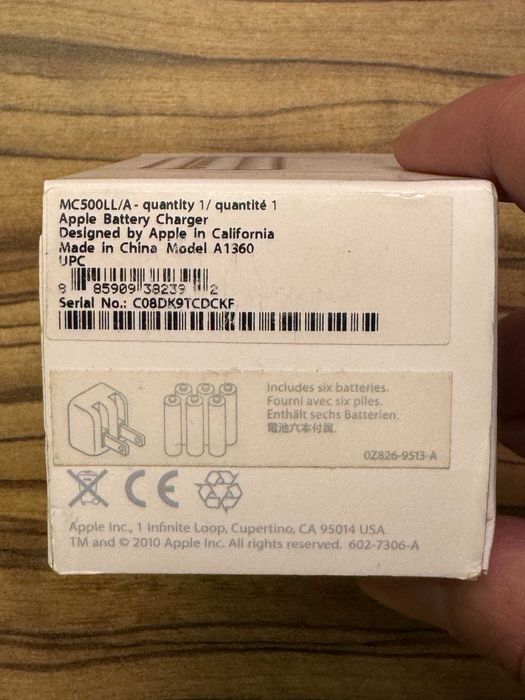 MC500LL/A - quantity 1/ quantité 1
Apple Battery Charger
Designed by Apple in California
Made in China Model A1360
UPC
8 85909 38239 2
Serial No.: C08DK9TCDCKF
Includes six batteries.
Fourni avec six piles.
Enthält sechs Batterien.
電池六本付属
0Z826-9513-A
CE
Apple Inc., 1 Infinite Loop, Cupertino, CA 95014 USA
TM and © 2010 Apple Inc. All rights reserved. 602-7306-A